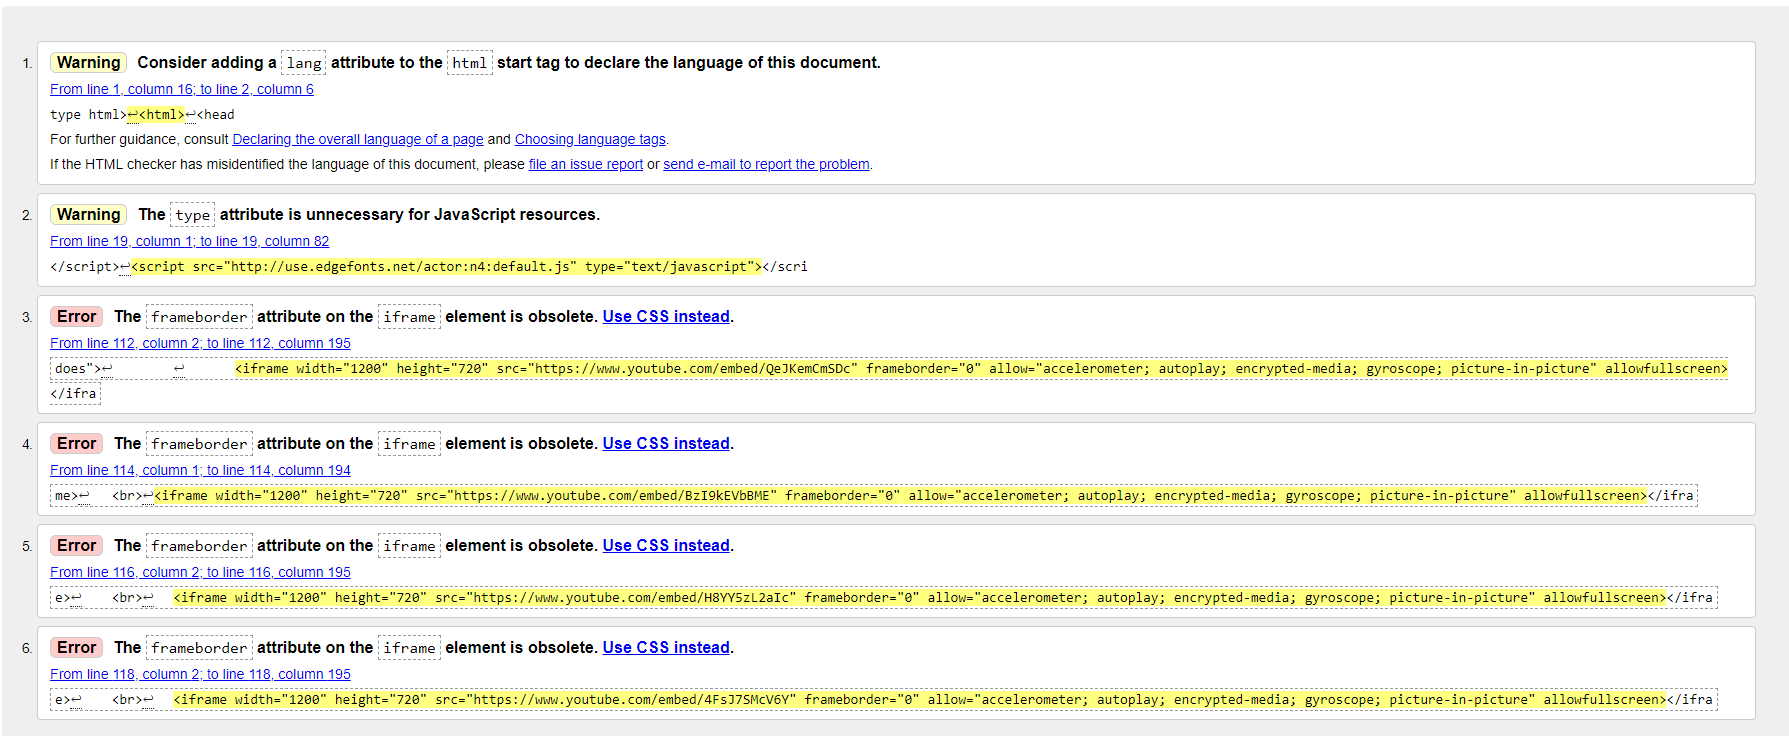 1. Warning Consider adding a lang attribute to the html start tag to declare the language of this document.
From line 1, column 16; to line 2, column 6
type html>↩<html>↩<head
For further guidance, consult Declaring the overall language of a page and Choosing language tags.
If the HTML checker has misidentified the language of this document, please file an issue report or send e-mail to report the problem.
2. Warning The type attribute is unnecessary for JavaScript resources.
From line 19, column 1; to line 19, column 82
</script>↩<script src="http://use.edgefonts.net/actor:n4:default.js" type="text/javascript"></scri
3. Error The frameborder attribute on the iframe element is obsolete. Use CSS instead.
From line 112, column 2; to line 112, column 195
does">↩ ↩ <iframe width="1200" height="720" src="https://www.youtube.com/embed/QeJKemCmSDc" frameborder="0" allow="accelerometer; autoplay; encrypted-media; gyroscope; picture-in-picture" allowfullscreen>
</ifra
4. Error The frameborder attribute on the iframe element is obsolete. Use CSS instead.
From line 114, column 1; to line 114, column 194
me>↩ <br>↩<iframe width="1200" height="720" src="https://www.youtube.com/embed/BzI9kEVbBME" frameborder="0" allow="accelerometer; autoplay; encrypted-media; gyroscope; picture-in-picture" allowfullscreen></ifra
5. Error The frameborder attribute on the iframe element is obsolete. Use CSS instead.
From line 116, column 2; to line 116, column 195
e>↩ <br>↩ <iframe width="1200" height="720" src="https://www.youtube.com/embed/H8YY5zL2aIc" frameborder="0" allow="accelerometer; autoplay; encrypted-media; gyroscope; picture-in-picture" allowfullscreen></ifra
6. Error The frameborder attribute on the iframe element is obsolete. Use CSS instead.
From line 118, column 2; to line 118, column 195
e>↩ <br>↩ <iframe width="1200" height="720" src="https://www.youtube.com/embed/4FsJ7SMcV6Y" frameborder="0" allow="accelerometer; autoplay; encrypted-media; gyroscope; picture-in-picture" allowfullscreen></ifra